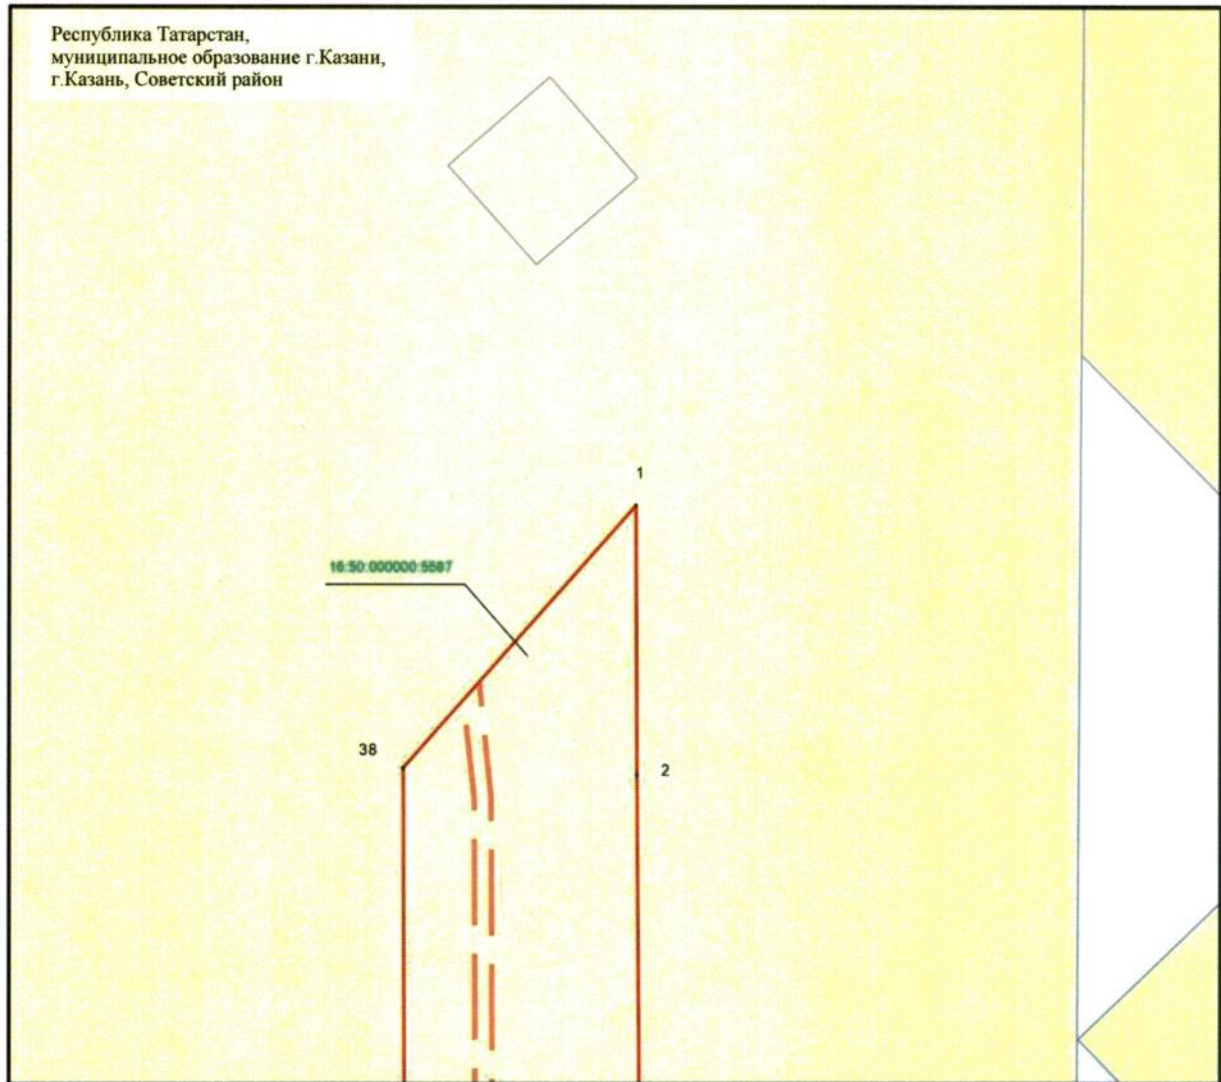 Республика Татарстан,
муниципальное образование г.Казани,
г.Казань, Советский район
1
16:50:000000:5587
38
2